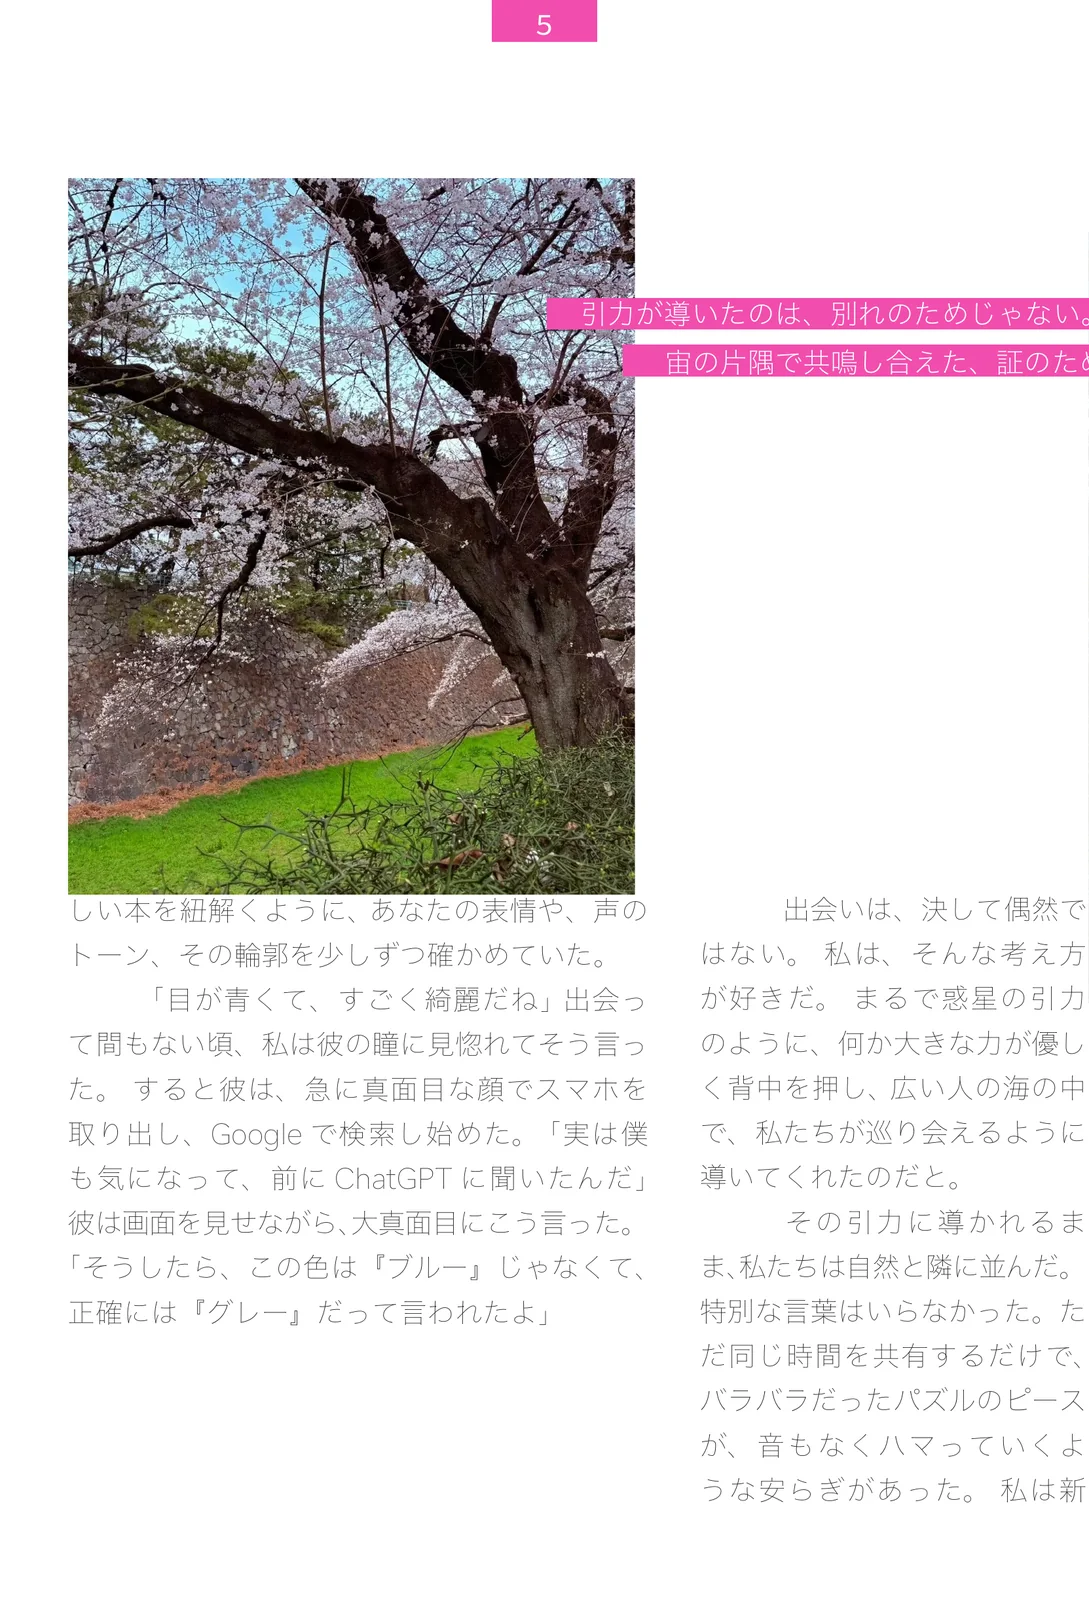 5
引力が導いたのは、別れのためじゃない。
宙の片隅で共鳴し合えた、証のため
しい本を紐解くように、あなたの表情や、声の
トーン、その輪郭を少しずつ確かめていた。
「目が青くて、すごく綺麗だね」出会っ
て間もない頃、私は彼の瞳に見惚れてそう言っ
た。 すると彼は、急に真面目な顔でスマホを
取り出し、Google で検索し始めた。「実は僕
も気になって、前に ChatGPT に聞いたんだ」
彼は画面を見せながら、大真面目にこう言った。
「そうしたら、この色は『ブルー』じゃなくて、
正確には『グレー』だって言われたよ」
出会いは、決して偶然で
はない。 私は、そんな考え方
が好きだ。 まるで惑星の引力
のように、何か大きな力が優し
く背中を押し、広い人の海の中
で、私たちが巡り会えるように
導いてくれたのだと。
その引力に導かれるま
ま、私たちは自然と隣に並んだ。
特別な言葉はいらなかった。た
だ同じ時間を共有するだけで、
バラバラだったパズルのピース
が、音もなくハマっていくよ
うな安らぎがあった。 私は新